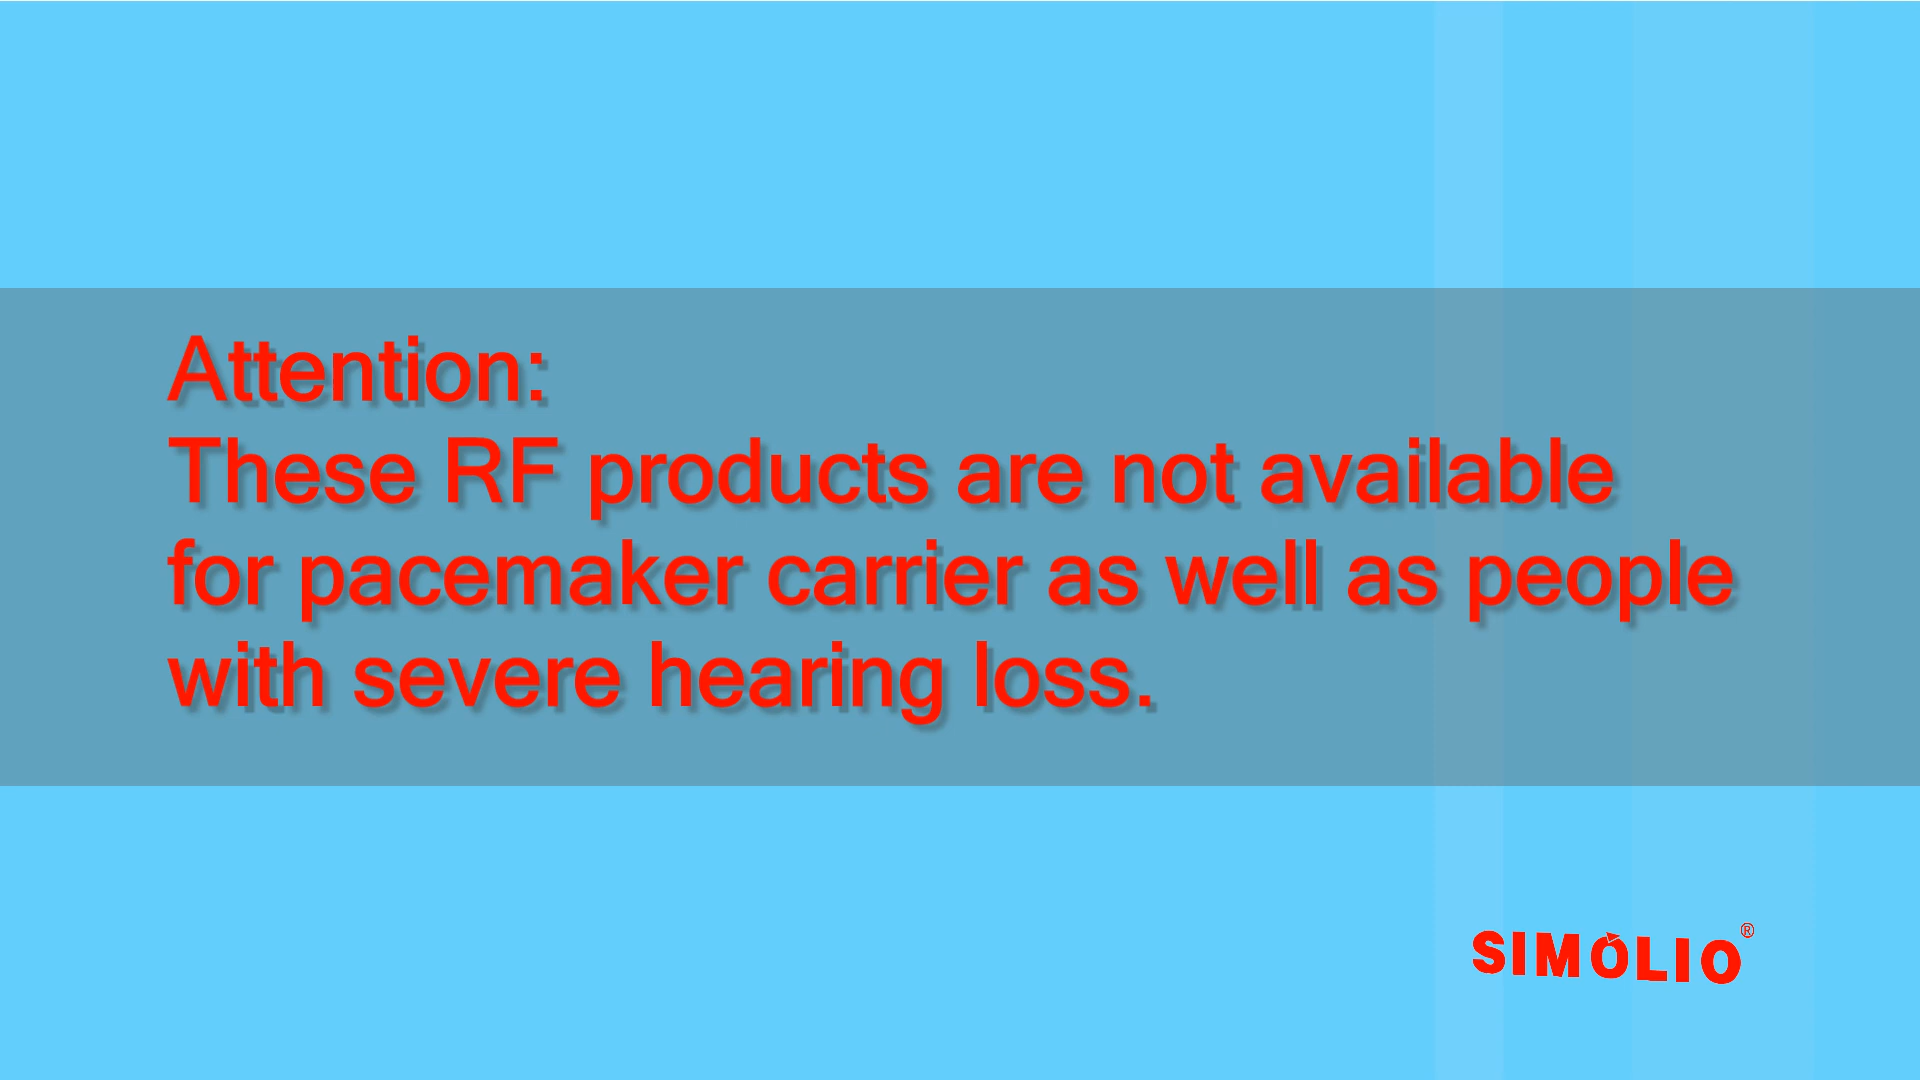 Attention:
These RF products are not available
for pacemaker carrier as well as people
with severe hearing loss.
SIMOLIO®